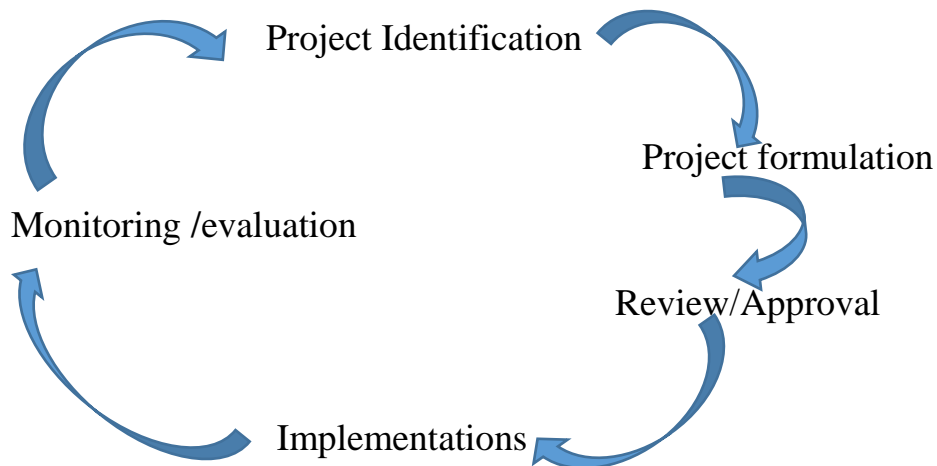 Project Identification
Project formulation
Review/Approval
Implementations
Monitoring /evaluation